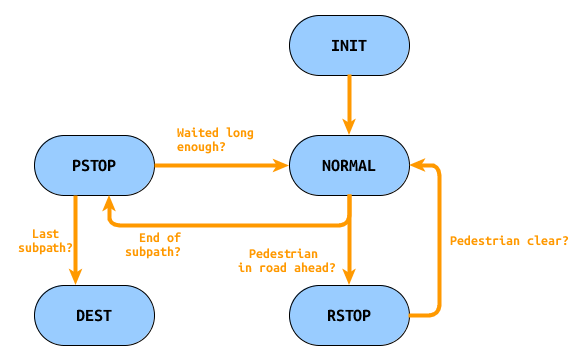 INIT
Waited long
enough?
PSTOP
NORMAL
Last
subpath?
End of
subpath?
Pedestrian
in road ahead?
Pedestrian clear?
DEST
RSTOP